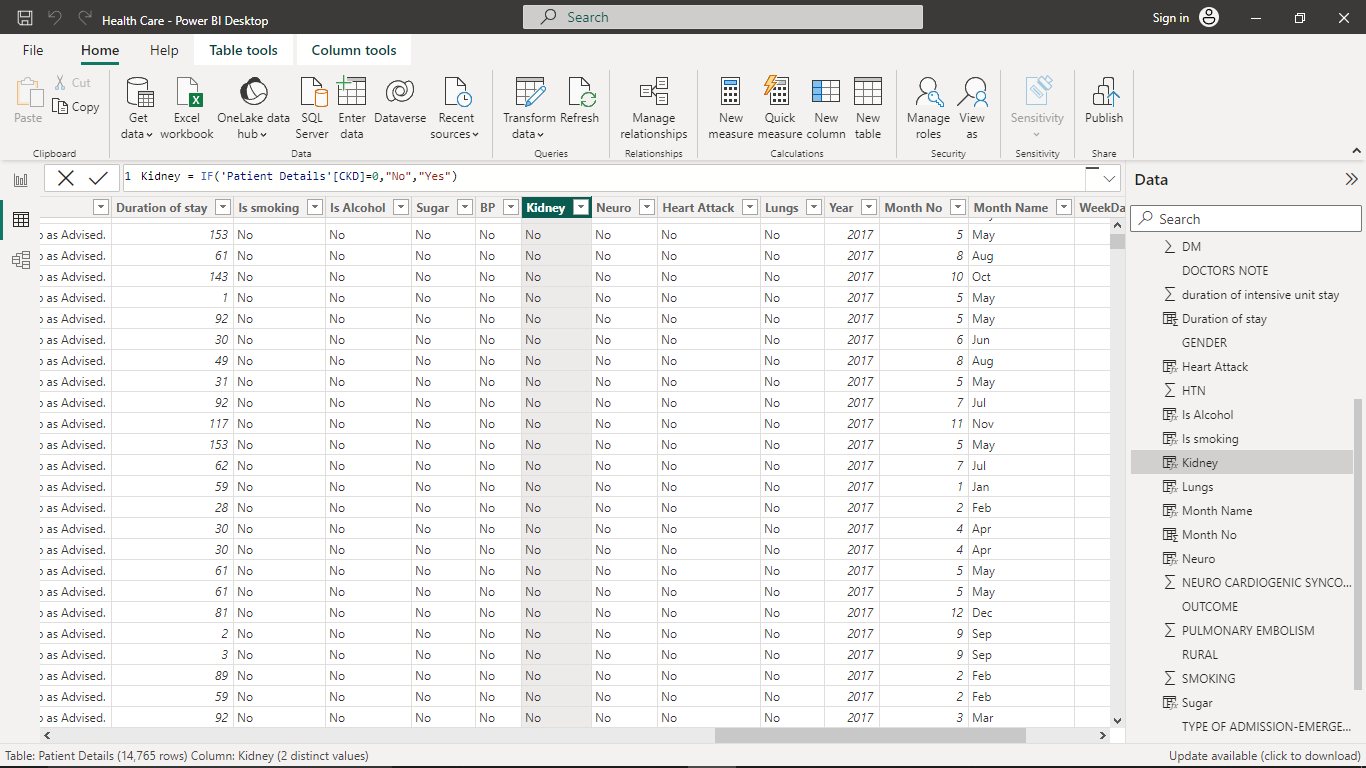 Health Care - Power BI Desktop
Search
Sign in
File Home Help Table tools Column tools
Paste
Cut
Copy
Get data
Excel workbook
OneLake data hub
SQL Server
Enter data
Dataverse
Recent sources
Transform data
Refresh
Manage relationships
New measure
Quick measure
New column
New table
Manage roles
View as
Sensitivity
Publish
Clipboard Data Queries Relationships Calculations Security Sensitivity Share
1 Kidney = IF('Patient Details'[CKD]=0,"No","Yes")
Duration of stay Is smoking Is Alcohol Sugar BP Kidney Neuro Heart Attack Lungs Year Month No Month Name WeekDa
as Advised. 153 No No No No No No No No 2017 5 May
as Advised. 61 No No No No No No No No 2017 8 Aug
as Advised. 143 No No No No No No No No 2017 10 Oct
as Advised. 1 No No No No No No No No 2017 5 May
as Advised. 92 No No No No No No No No 2017 5 May
as Advised. 30 No No No No No No No No 2017 6 Jun
as Advised. 49 No No No No No No No No 2017 8 Aug
as Advised. 31 No No No No No No No No 2017 5 May
as Advised. 92 No No No No No No No No 2017 7 Jul
as Advised. 117 No No No No No No No No 2017 11 Nov
as Advised. 153 No No No No No No No No 2017 5 May
as Advised. 62 No No No No No No No No 2017 7 Jul
as Advised. 59 No No No No No No No No 2017 1 Jan
as Advised. 28 No No No No No No No No 2017 2 Feb
as Advised. 30 No No No No No No No No 2017 4 Apr
as Advised. 30 No No No No No No No No 2017 4 Apr
as Advised. 61 No No No No No No No No 2017 5 May
as Advised. 61 No No No No No No No No 2017 5 May
as Advised. 81 No No No No No No No No 2017 12 Dec
as Advised. 2 No No No No No No No No 2017 9 Sep
as Advised. 3 No No No No No No No No 2017 9 Sep
as Advised. 89 No No No No No No No No 2017 2 Feb
as Advised. 59 No No No No No No No No 2017 2 Feb
as Advised. 92 No No No No No No No No 2017 3 Mar
Data
Search
DM
DOCTORS NOTE
duration of intensive unit stay
Duration of stay
GENDER
Heart Attack
HTN
Is Alcohol
Is smoking
Kidney
Lungs
Month Name
Month No
Neuro
NEURO CARDIOGENIC SYNCO...
OUTCOME
PULMONARY EMBOLISM
RURAL
SMOKING
Sugar
TYPE OF ADMISSION-EMERGE...
Table: Patient Details (14,765 rows) Column: Kidney (2 distinct values)
Update available (click to download)